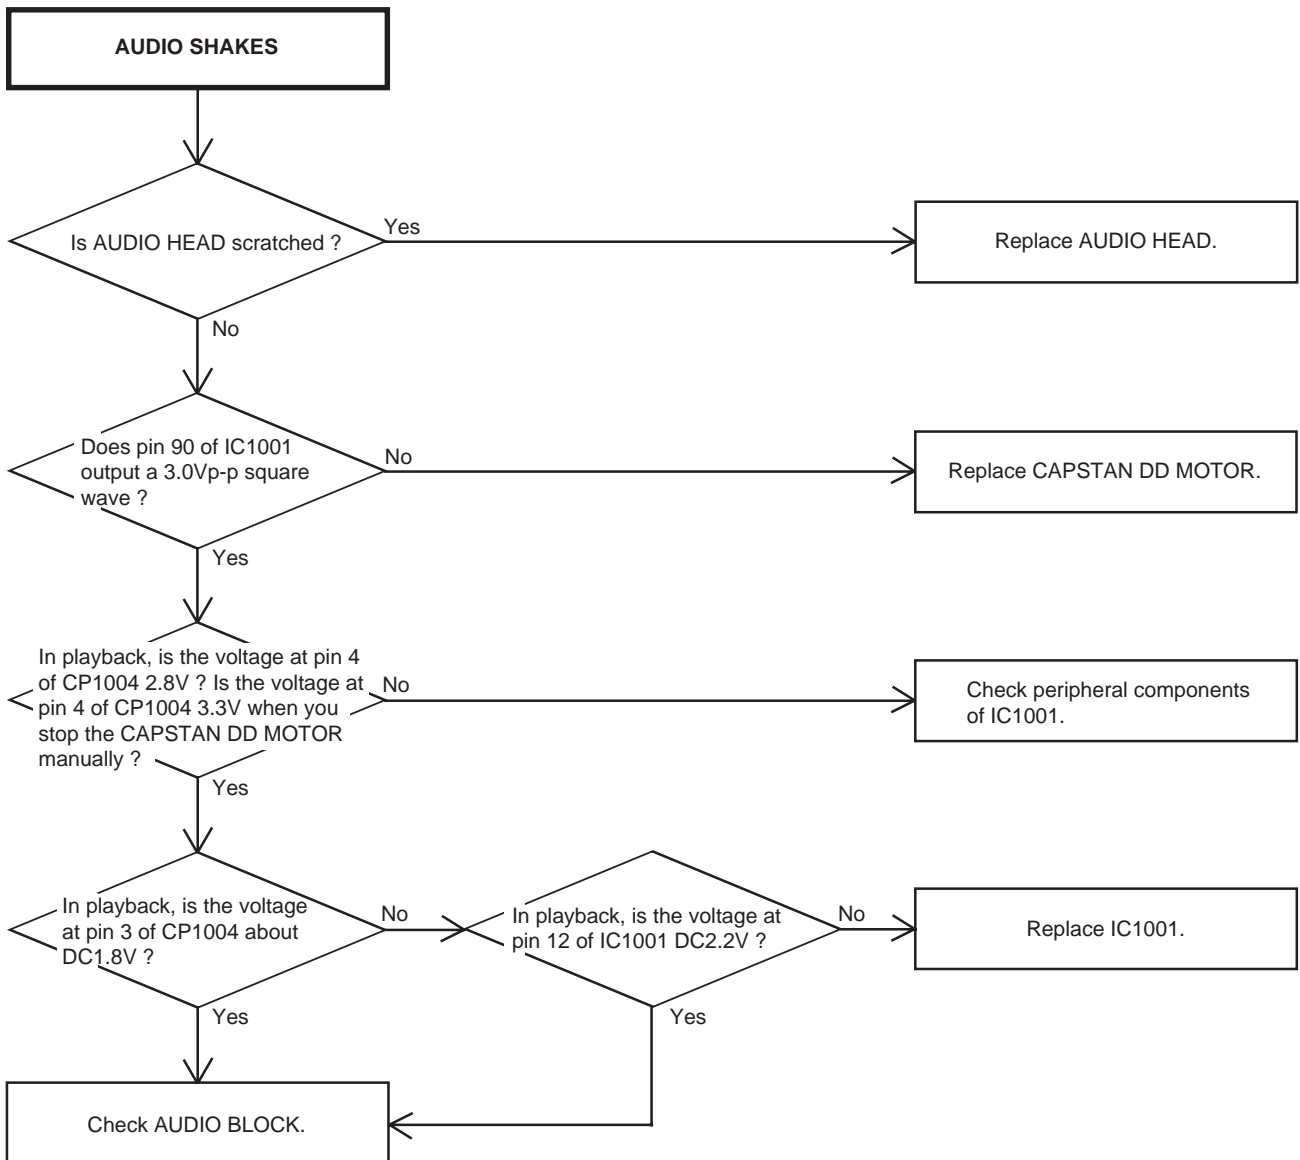 AUDIO SHAKES
Is AUDIO HEAD scratched ?
Yes
Replace AUDIO HEAD.
No
Does pin 90 of IC1001
output a 3.0Vp-p square
wave ?
No
Replace CAPSTAN DD MOTOR.
Yes
In playback, is the voltage at pin 4
of CP1004 2.8V ? Is the voltage at
pin 4 of CP1004 3.3V when you
stop the CAPSTAN DD MOTOR
manually ?
No
Check peripheral components
of IC1001.
Yes
In playback, is the voltage
at pin 3 of CP1004 about
DC1.8V ?
No
In playback, is the voltage at
pin 12 of IC1001 DC2.2V ?
No
Replace IC1001.
Yes
Yes
Check AUDIO BLOCK.